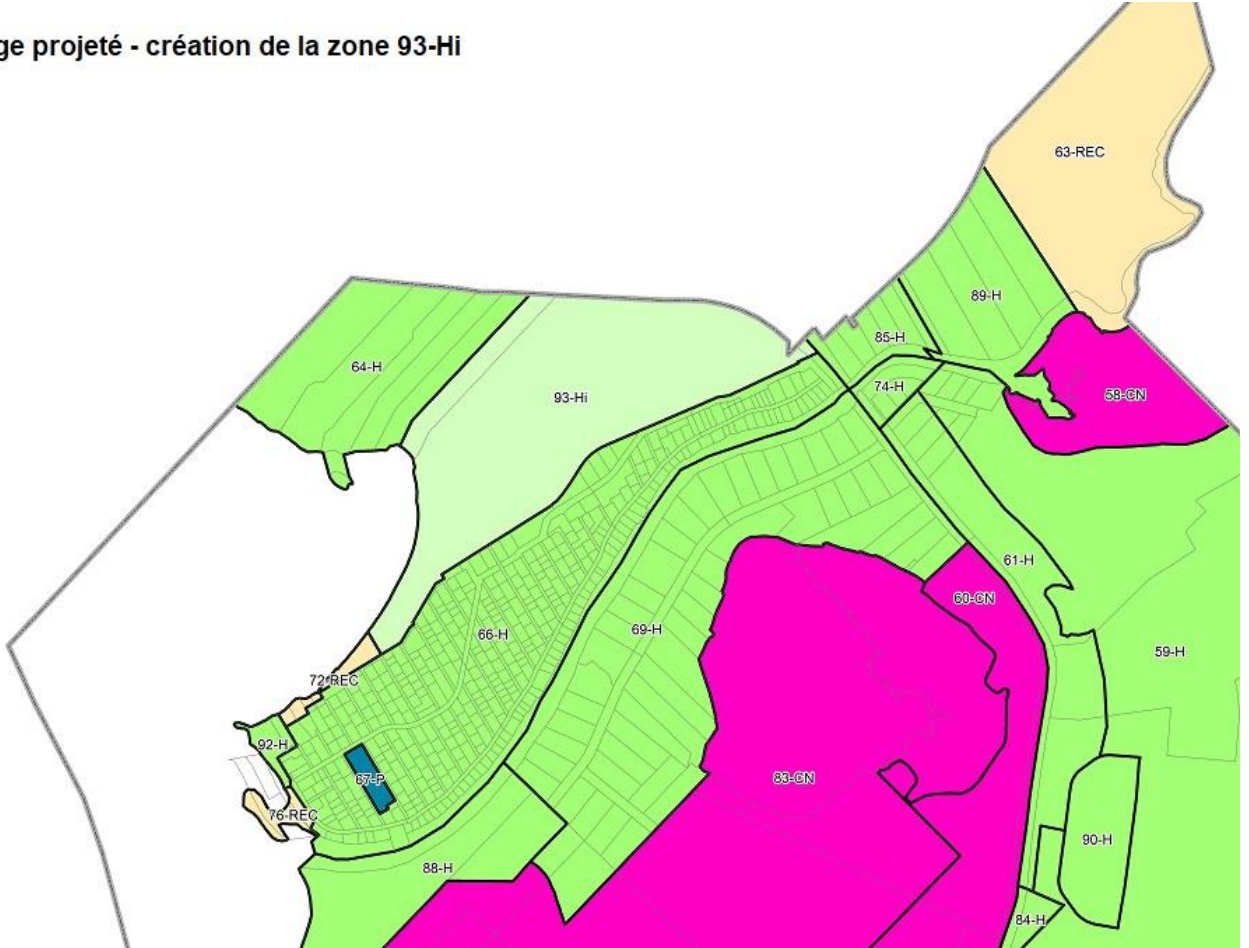 ge projeté - création de la zone 93-Hi
63-REC
89-H
85-H
64-H
74-H
58-CN
93-Hi
61-H
60-CN
66-H
69-H
59-H
72-REC
92-H
67-P
83-CN
76-REC
90-H
88-H
84-H